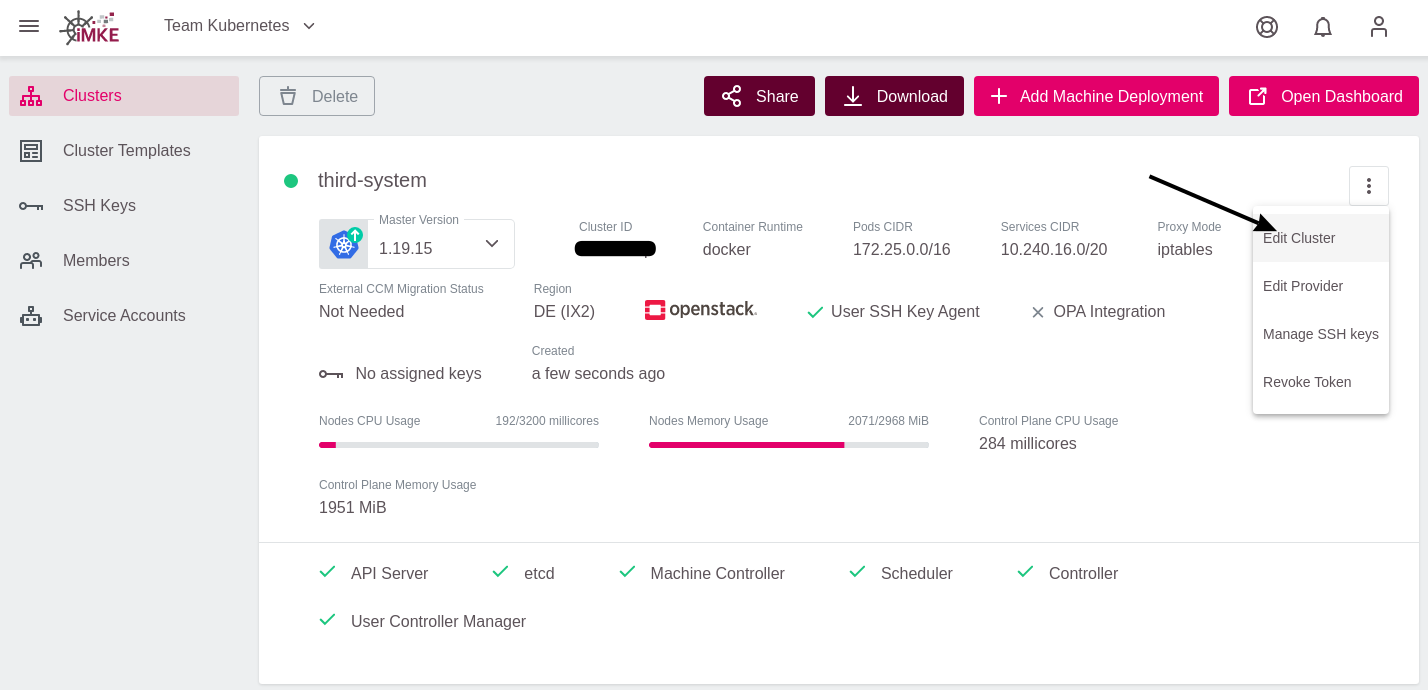 iMKE
Team Kubernetes
Clusters
Cluster Templates
SSH Keys
Members
Service Accounts
Delete
Share
Download
Add Machine Deployment
Open Dashboard
third-system
Master Version
1.19.15
Cluster ID
Container Runtime
docker
Pods CIDR
172.25.0.0/16
Services CIDR
10.240.16.0/20
Proxy Mode
iptables
Edit Cluster
Edit Provider
Manage SSH keys
Revoke Token
External CCM Migration Status
Not Needed
Region
DE (IX2)
openstack.
User SSH Key Agent
OPA Integration
No assigned keys
Created
a few seconds ago
Nodes CPU Usage
192/3200 millicores
Nodes Memory Usage
2071/2968 MiB
Control Plane CPU Usage
284 millicores
Control Plane Memory Usage
1951 MiB
API Server
etcd
Machine Controller
Scheduler
Controller
User Controller Manager